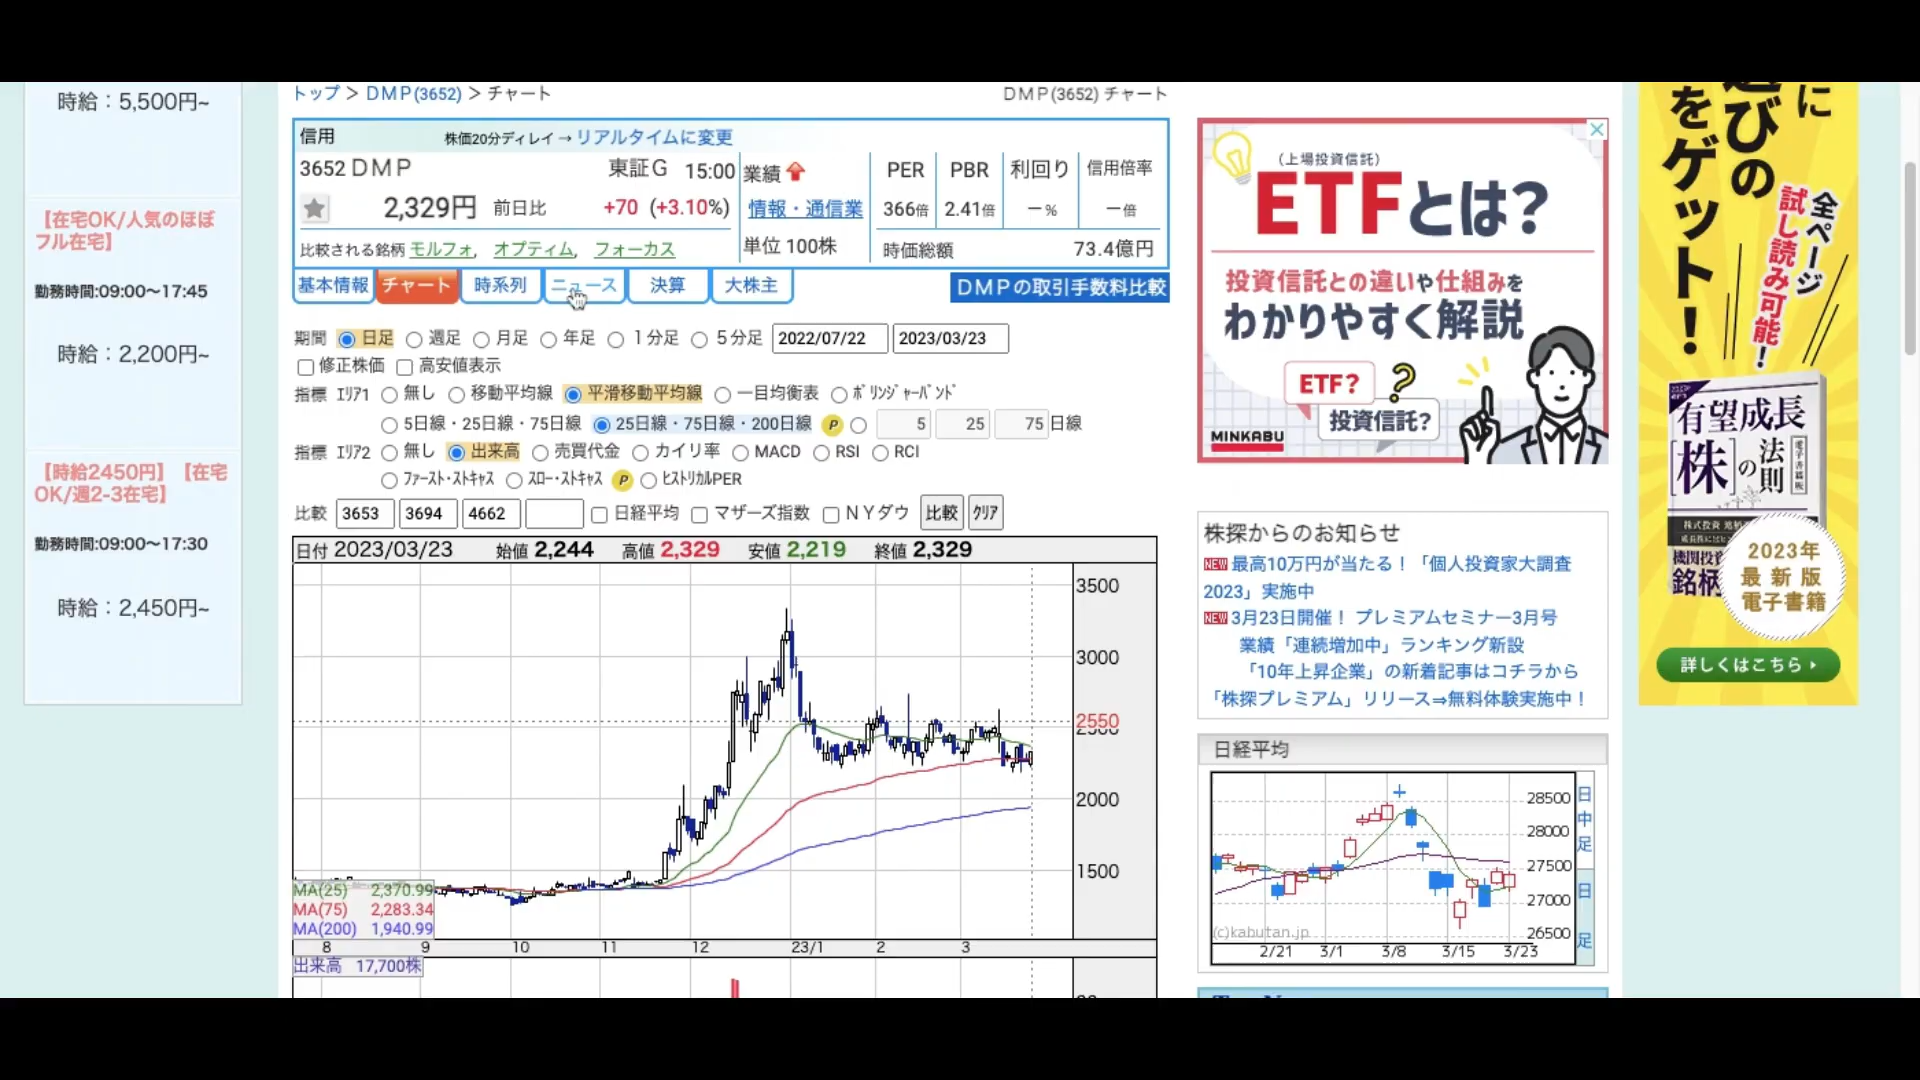 時給：5,500円~
【在宅OK/人気のほぼ
フル在宅】
勤務時間:09:00〜17:45
時給：2,200円~
【時給2450円】【在宅
OK/週2-3在宅】
勤務時間:09:00〜17:30
時給：2,450円~
トップ > DMP(3652) > チャート
DMP(3652) チャート
信用
株価20分ディレイ → リアルタイムに変更
3652 DMP
東証G 15:00
2,329円 前日比 +70 (+3.10%)
比較される銘柄 モルフォ, オプティム, フォーカス
業績
情報・通信業
単位 100株
PER PBR 利回り 信用倍率
366倍 2.41倍 －% －倍
時価総額 73.4億円
基本情報 チャート 時系列 ニュース 決算 大株主
DMPの取引手数料比較
期間 日足 週足 月足 年足 1分足 5分足 2022/07/22 2023/03/23
修正株価 高安値表示
指標 エリア1 無し 移動平均線 平滑移動平均線 一目均衡表 ボリンジャーバンド
5日線・25日線・75日線 25日線・75日線・200日線 P 5 25 75 日線
指標 エリア2 無し 出来高 売買代金 カイリ率 MACD RSI RCI
ファースト・ストキャス スロー・ストキャス P ヒストリカルPER
比較 3653 3694 4662 日経平均 マザーズ指数 NYダウ 比較 クリア
日付 2023/03/23 始値 2,244 高値 2,329 安値 2,219 終値 2,329
3500
3000
2550
2500
2000
1500
MA(25) 2,370.99
MA(75) 2,283.34
MA(200) 1,940.99
8 9 10 11 12 23/1 2 3
出来高 17,700株
(上場投資信託)
ETFとは?
投資信託との違いや仕組みを
わかりやすく解説
ETF?
?
投資信託?
MINKABU
株探からのお知らせ
NEW 最高10万円が当たる！「個人投資家大調査
2023」実施中
NEW 3月23日開催！ プレミアムセミナー3月号
業績「連続増加中」ランキング新設
「10年上昇企業」の新着記事はコチラから
「株探プレミアム」リリース⇒無料体験実施中！
日経平均
28500
28000
27500
27000
26500
(c)kabutan.jp
2/21 3/1 3/8 3/15 3/23
日中足
日足
に
びの
をゲット！
全ページ
試し読み可能！
有望成長
[株]の法則
電子書籍版
銘柄
2023年
最新版
電子書籍
詳しくはこちら